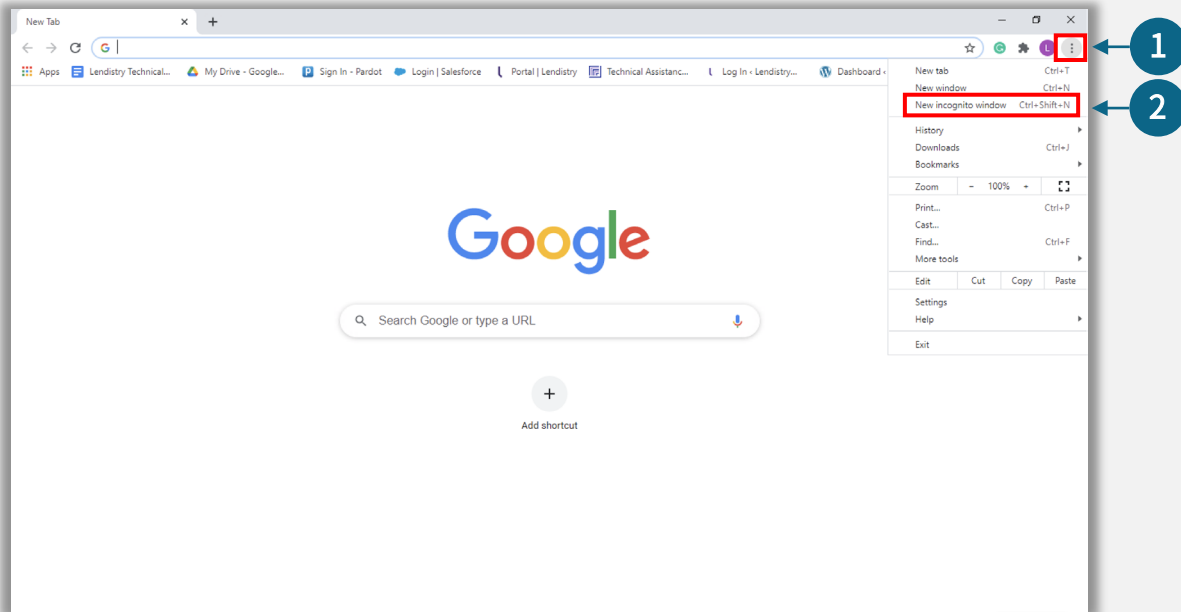 New Tab
1
Apps Lendistry Technical... My Drive - Google... Sign In - Pardot Login | Salesforce Portal | Lendistry Technical Assistanc... Log In ‹ Lendistry... Dashboard ‹
New tab Ctrl+T
New window Ctrl+N
New incognito window Ctrl+Shift+N
2
History
Downloads Ctrl+J
Bookmarks
Zoom - 100% +
Print... Ctrl+P
Cast...
Find... Ctrl+F
More tools
Edit Cut Copy Paste
Settings
Help
Exit
Google
Search Google or type a URL
Add shortcut